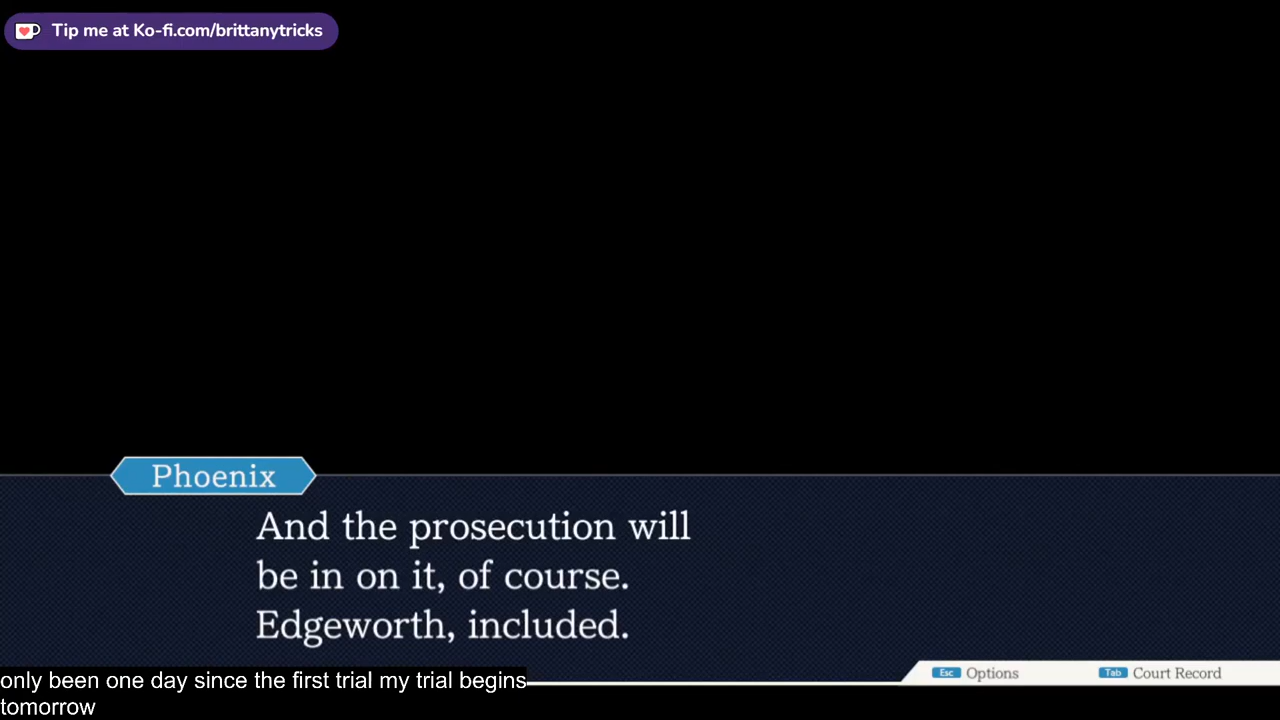 Tip me at Ko-fi.com/brittanytricks
Phoenix
And the prosecution will
be in on it, of course.
Edgeworth, included.
Esc Options
Tab Court Record
only been one day since the first trial my trial begins
tomorrow